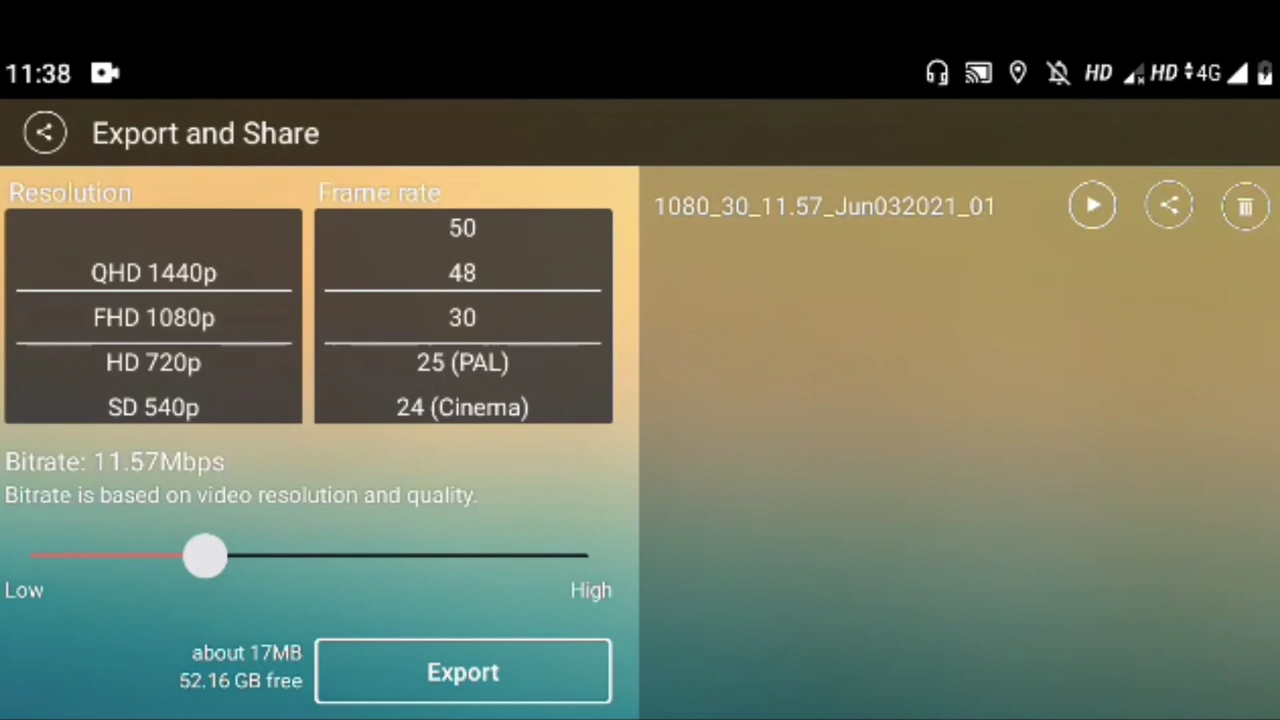 11:38 HD HD 4G
Export and Share
Resolution
QHD 1440p
FHD 1080p
HD 720p
SD 540p
Frame rate
50
48
30
25 (PAL)
24 (Cinema)
Bitrate: 11.57Mbps
Bitrate is based on video resolution and quality.
Low High
about 17MB
52.16 GB free
Export
1080_30_11.57_Jun032021_01